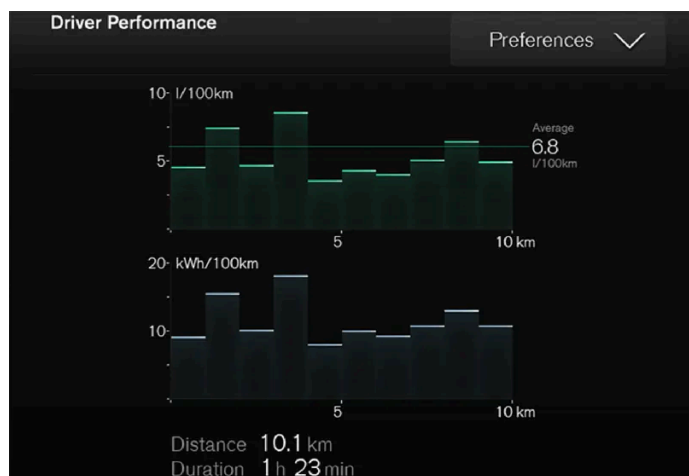 Driver Performance
Preferences
10 l/100km
Average
6.8
l/100km
5
5
10 km
20 kWh/100km
10
5
10 km
Distance 10.1 km
Duration 1 h 23 min